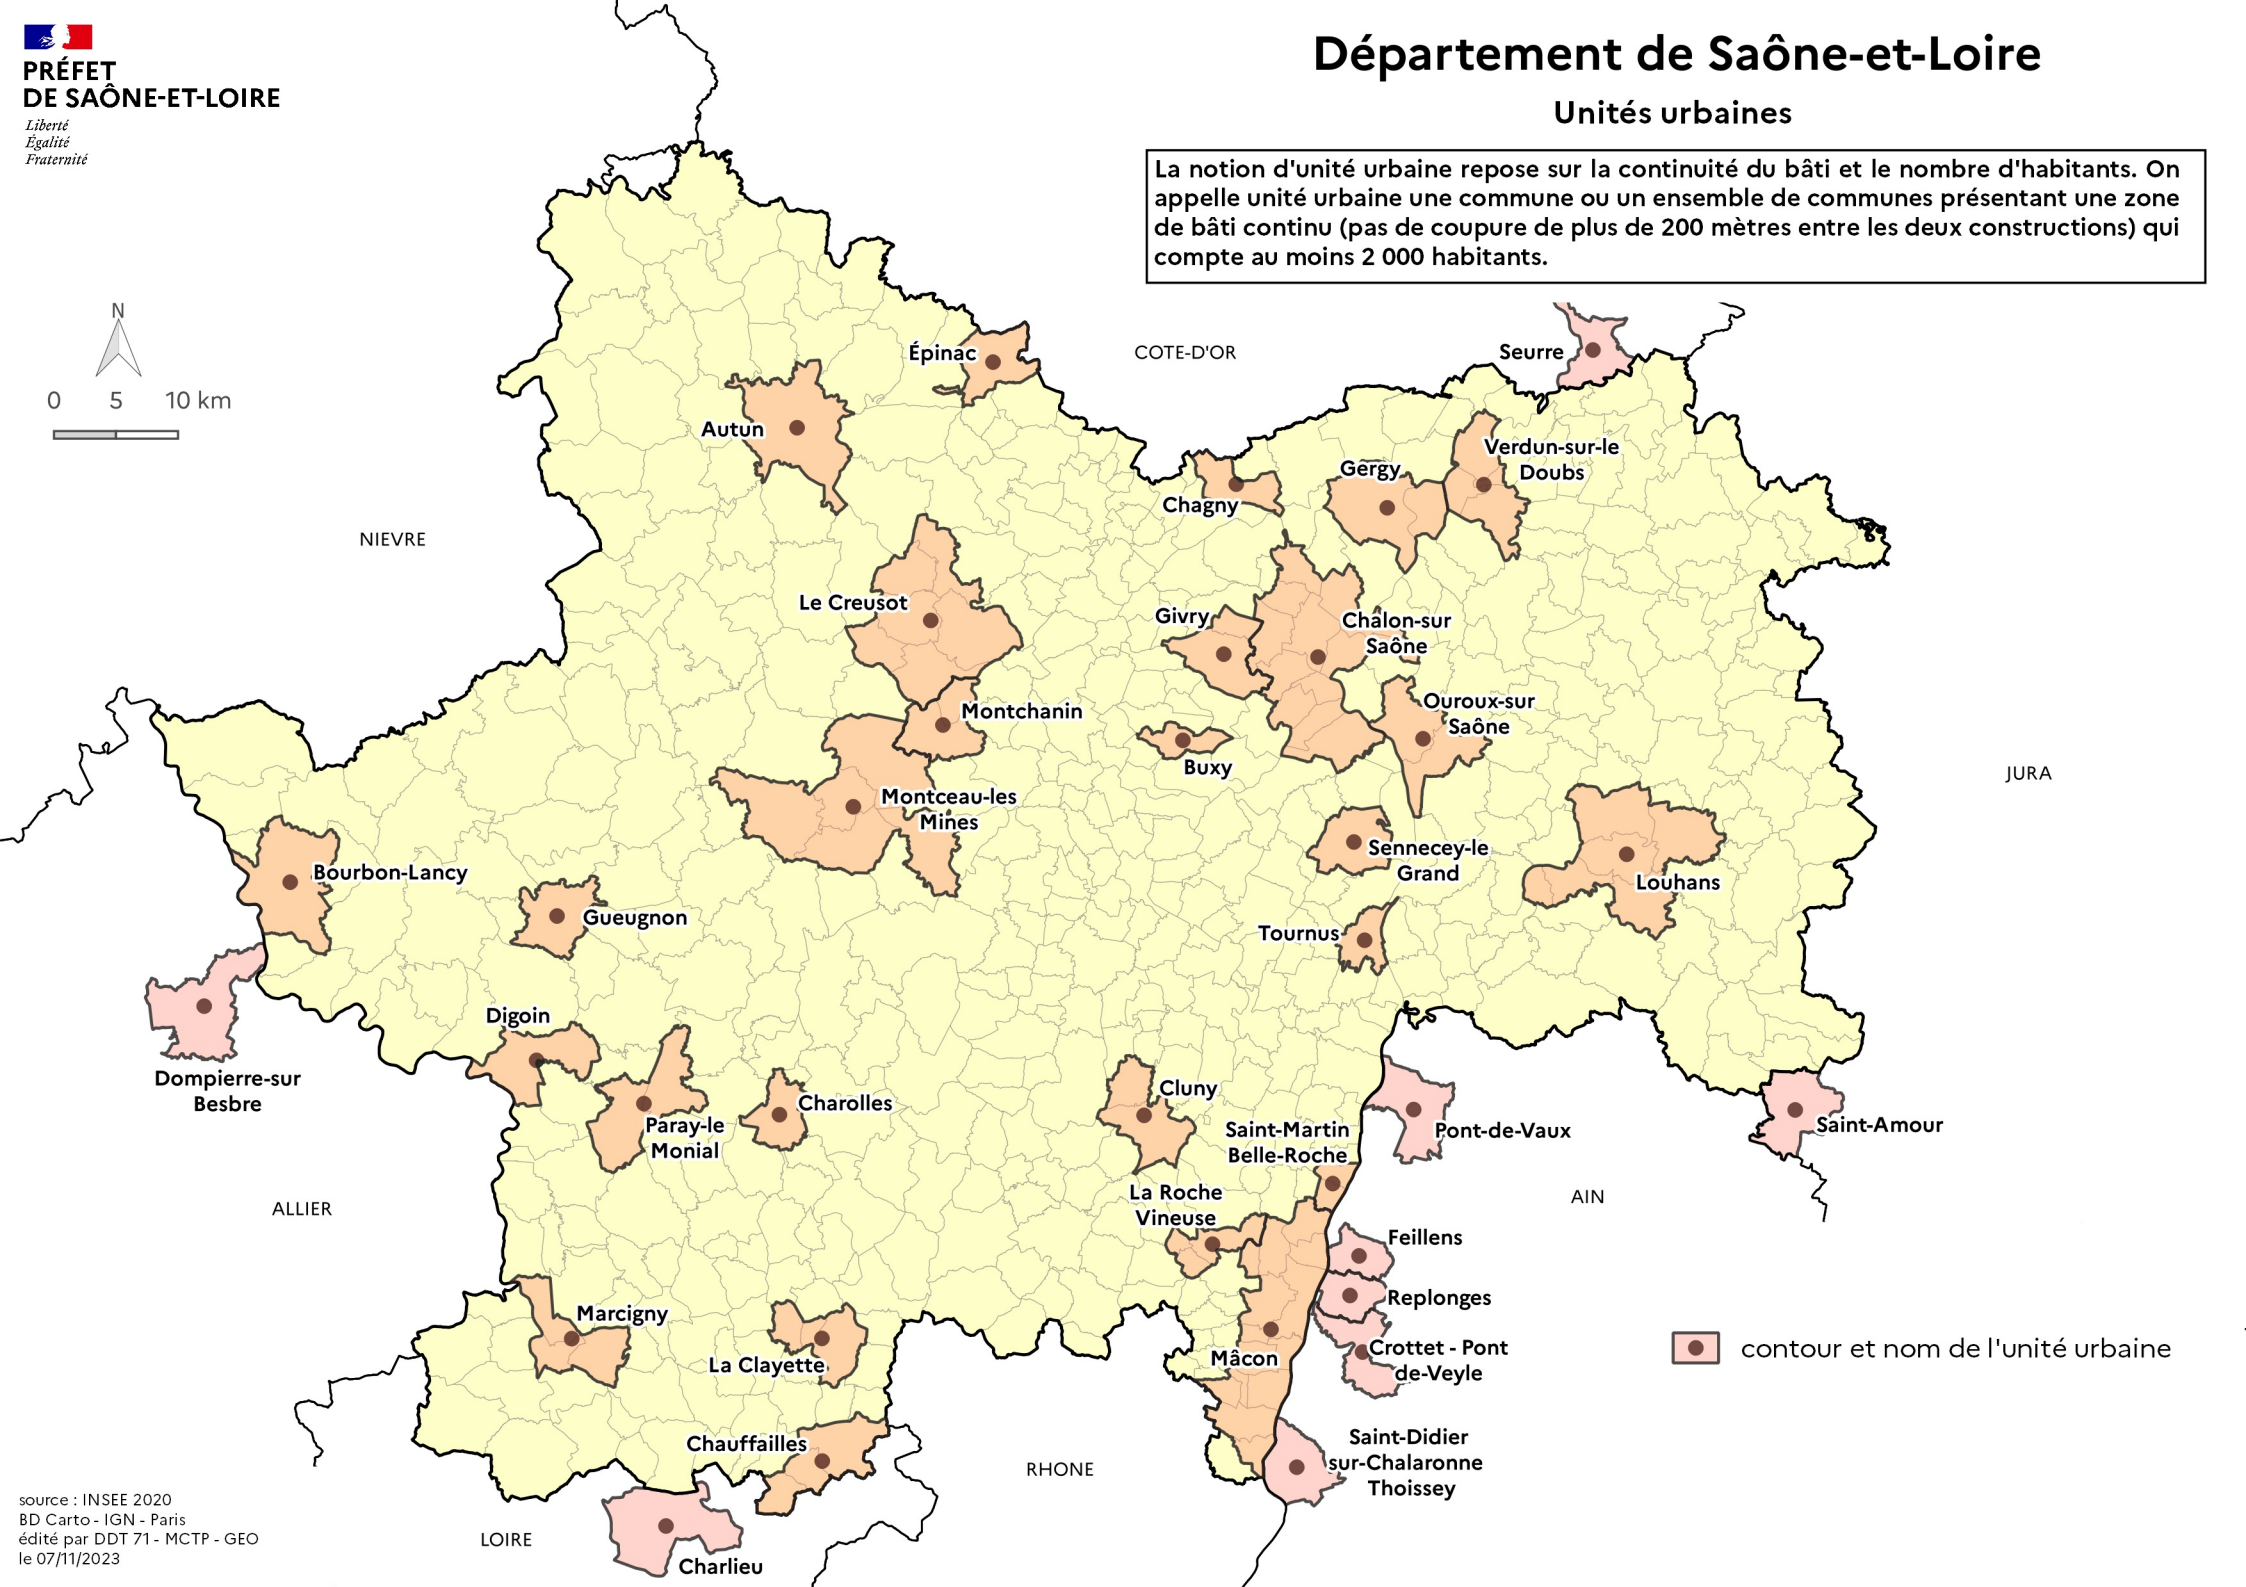 PRÉFET
DE SAÔNE-ET-LOIRE
Liberté
Égalité
Fraternité
Département de Saône-et-Loire
Unités urbaines
La notion d'unité urbaine repose sur la continuité du bâti et le nombre d'habitants. On
appelle unité urbaine une commune ou un ensemble de communes présentant une zone
de bâti continu (pas de coupure de plus de 200 mètres entre les deux constructions) qui
compte au moins 2 000 habitants.
N
0 5 10 km
COTE-D'OR
Seurre
Épinac
Autun
Verdun-sur-le
Doubs
Gergy
Chagny
NIEVRE
Le Creusot
Givry
Chalon-sur
Saône
Montchanin
Ouroux-sur
Saône
Buxy
JURA
Montceau-les
Mines
Sennecey-le
Grand
Bourbon-Lancy
Louhans
Gueugnon
Tournus
Digoin
Dompierre-sur
Besbre
Charolles
Cluny
Paray-le
Monial
Saint-Martin
Belle-Roche
Pont-de-Vaux
Saint-Amour
ALLIER
La Roche
Vineuse
AIN
Feillens
Replonges
Marcigny
La Clayette
Mâcon
Crottet - Pont
de-Veyle
contour et nom de l'unité urbaine
Chauffailles
RHONE
Saint-Didier
sur-Chalaronne
Thoissey
LOIRE
Charlieu
source : INSEE 2020
BD Carto - IGN - Paris
édité par DDT 71 - MCTP - GEO
le 07/11/2023